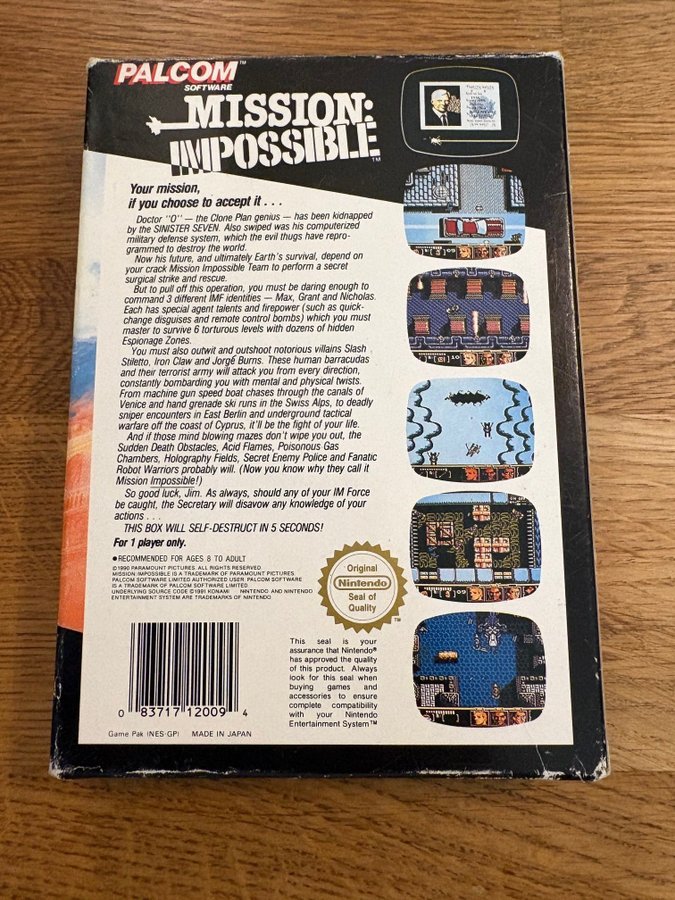 PALCOM™
SOFTWARE
MISSION:
IMPOSSIBLE™
Your mission,
if you choose to accept it . . .
Doctor "O" — the Clone Plan genius — has been kidnapped
by the SINISTER SEVEN. Also swiped was his computerized
military defense system, which the evil thugs have repro-
grammed to destroy the world.
Now his future, and ultimately Earth's survival, depend on
your crack Mission Impossible Team to perform a secret
surgical strike and rescue.
But to pull off this operation, you must be daring enough to
command 3 different IMF identities — Max, Grant and Nicholas.
Each has special agent talents and firepower (such as quick-
change disguises and remote control bombs) which you must
master to survive 6 torturous levels with dozens of hidden
Espionage Zones.
You must also outwit and outshoot notorious villains Slash
Stiletto, Iron Claw and Jorgé Burns. These human barracudas
and their terrorist army will attack you from every direction,
constantly bombarding you with mental and physical twists.
From machine gun speed boat chases through the canals of
Venice and hand grenade ski runs in the Swiss Alps, to deadly
sniper encounters in East Berlin and underground tactical
warfare off the coast of Cyprus, it'll be the fight of your life.
And if those mind blowing mazes don't wipe you out, the
Sudden Death Obstacles, Acid Flames, Poisonous Gas
Chambers, Holography Fields, Secret Enemy Police and Fanatic
Robot Warriors probably will. (Now you know why they call it
Mission Impossible!)
So good luck, Jim. As always, should any of your IM Force
be caught, the Secretary will disavow any knowledge of your
actions . . .
THIS BOX WILL SELF-DESTRUCT IN 5 SECONDS!
For 1 player only.
●RECOMMENDED FOR AGES 8 TO ADULT
©1990 PARAMOUNT PICTURES. ALL RIGHTS RESERVED.
MISSION:IMPOSSIBLE IS A TRADEMARK OF PARAMOUNT PICTURES
PALCOM SOFTWARE LIMITED AUTHORIZED USER. PALCOM SOFTWARE
IS A TRADEMARK OF PALCOM SOFTWARE LIMITED.
UNDERLYING SOURCE CODE ©1991 KONAMI NINTENDO AND NINTENDO
ENTERTAINMENT SYSTEM ARE TRADEMARKS OF NINTENDO
Original
Nintendo
Seal of
Quality
™
This seal is your
assurance that Nintendo®
has approved the quality
of this product. Always
look for this seal when
buying games and
accessories to ensure
complete compatibility
with your Nintendo
Entertainment System™
0 83717 12009 4
Game Pak (NES-GP) MADE IN JAPAN